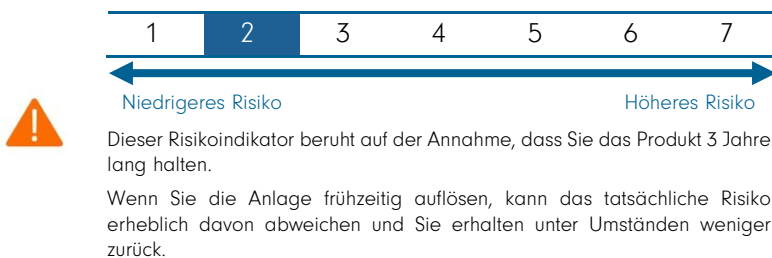 1 2 3 4 5 6 7
Niedrigeres Risiko Höheres Risiko
Dieser Risikoindikator beruht auf der Annahme, dass Sie das Produkt 3 Jahre
lang halten.
Wenn Sie die Anlage frühzeitig auflösen, kann das tatsächliche Risiko
erheblich davon abweichen und Sie erhalten unter Umständen weniger
zurück.